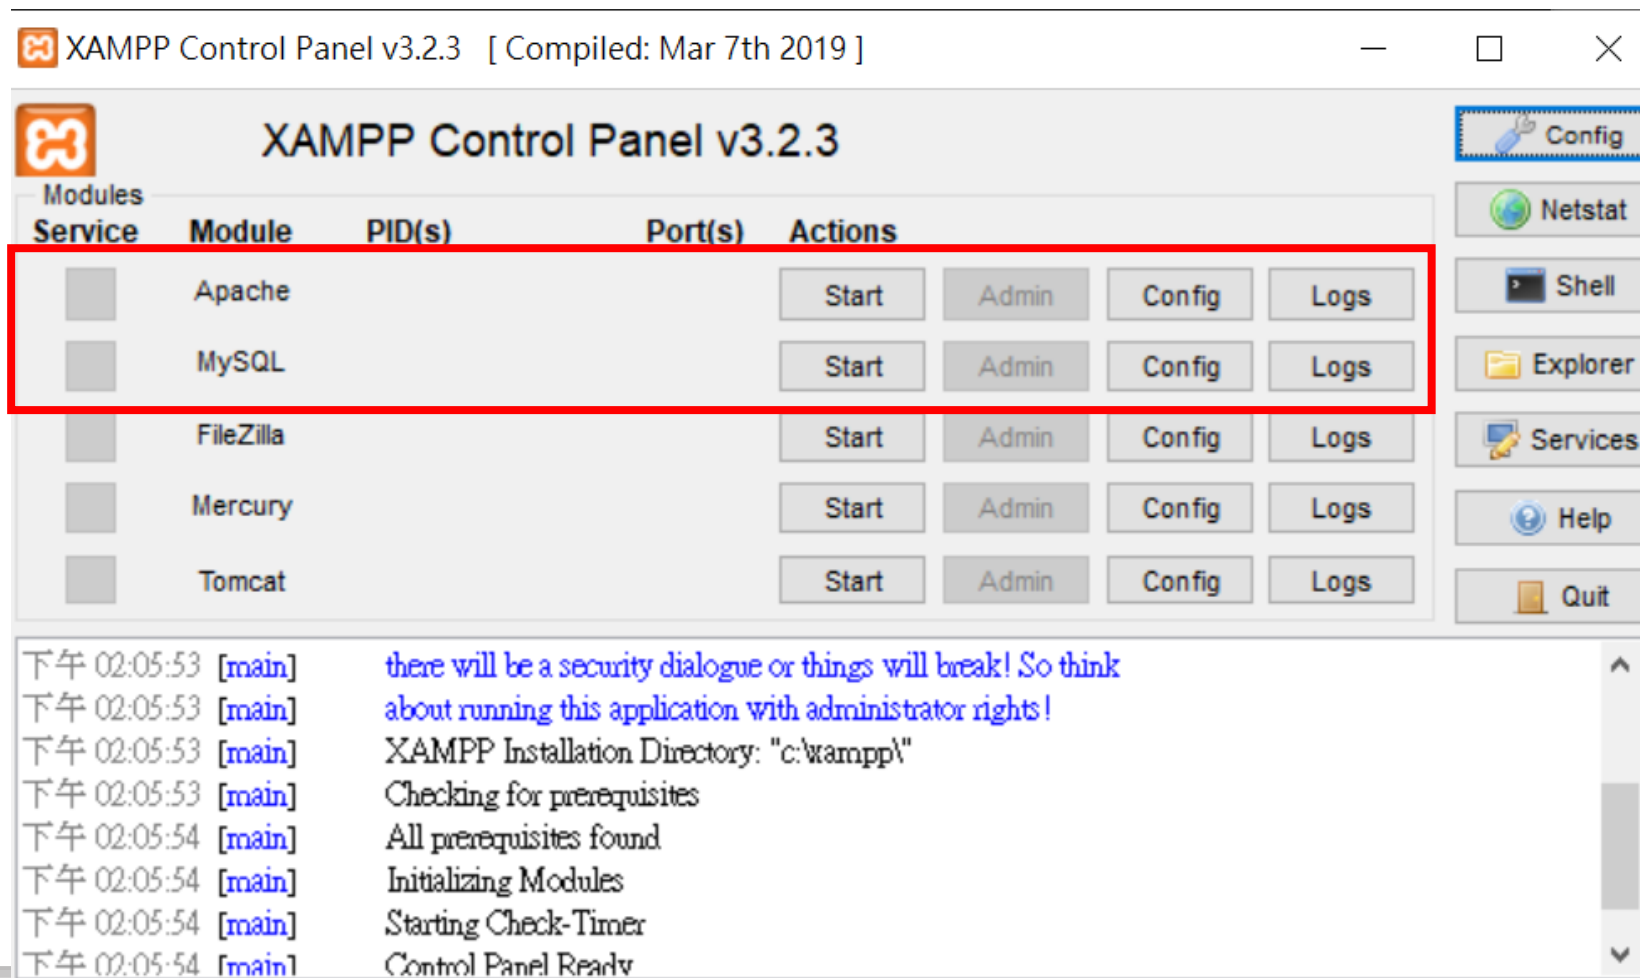 XAMPP Control Panel v3.2.3 [ Compiled: Mar 7th 2019 ]
XAMPP Control Panel v3.2.3
Config
Modules
Netstat
Service Module PID(s) Port(s) Actions
Apache Start Admin Config Logs
Shell
MySQL Start Admin Config Logs
Explorer
FileZilla Start Admin Config Logs
Services
Mercury Start Admin Config Logs
Help
Tomcat Start Admin Config Logs
Quit
下午 02:05:53 [main] there will be a security dialogue or things will break! So think
下午 02:05:53 [main] about running this application with administrator rights!
下午 02:05:53 [main] XAMPP Installation Directory: "c:\xampp\"
下午 02:05:53 [main] Checking for prerequisites
下午 02:05:54 [main] All prerequisites found
下午 02:05:54 [main] Initializing Modules
下午 02:05:54 [main] Starting Check-Timer
下午 02:05:54 [main] Control Panel Ready